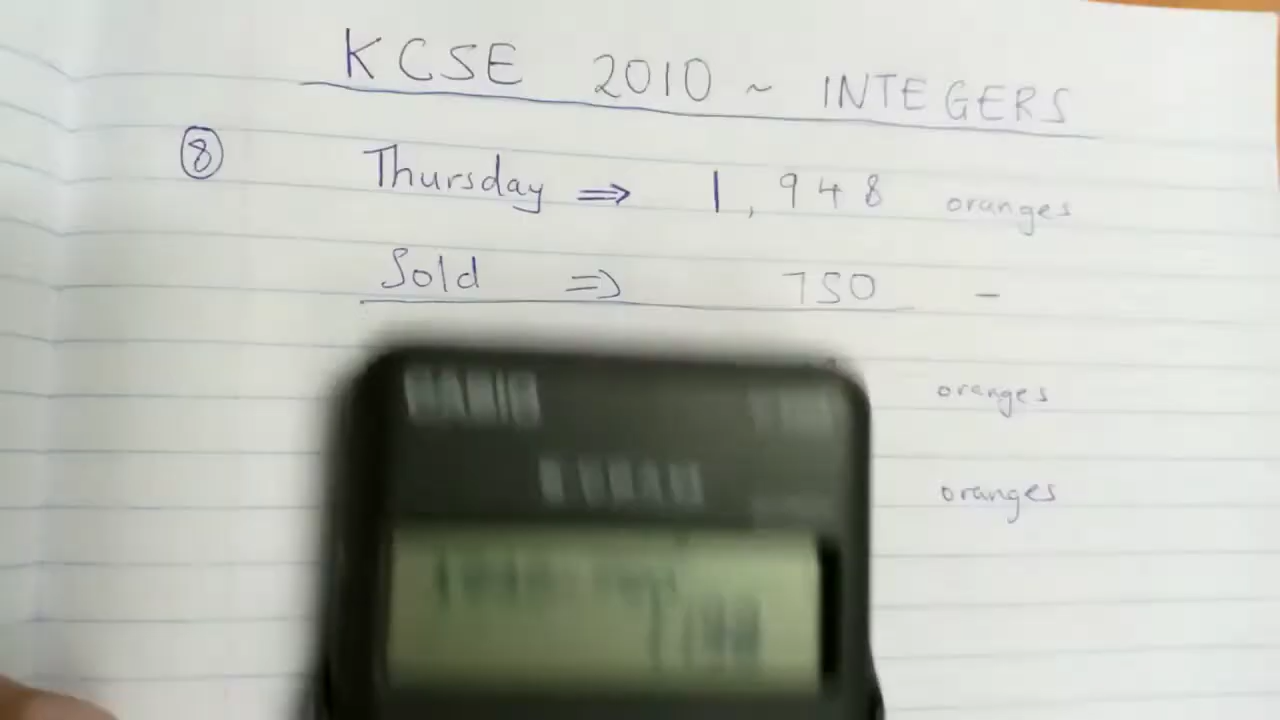 KCSE 2010 ~ INTEGERS
8 Thursday ⇒ 1,948 oranges
Sold ⇒ 750 -
oranges
oranges